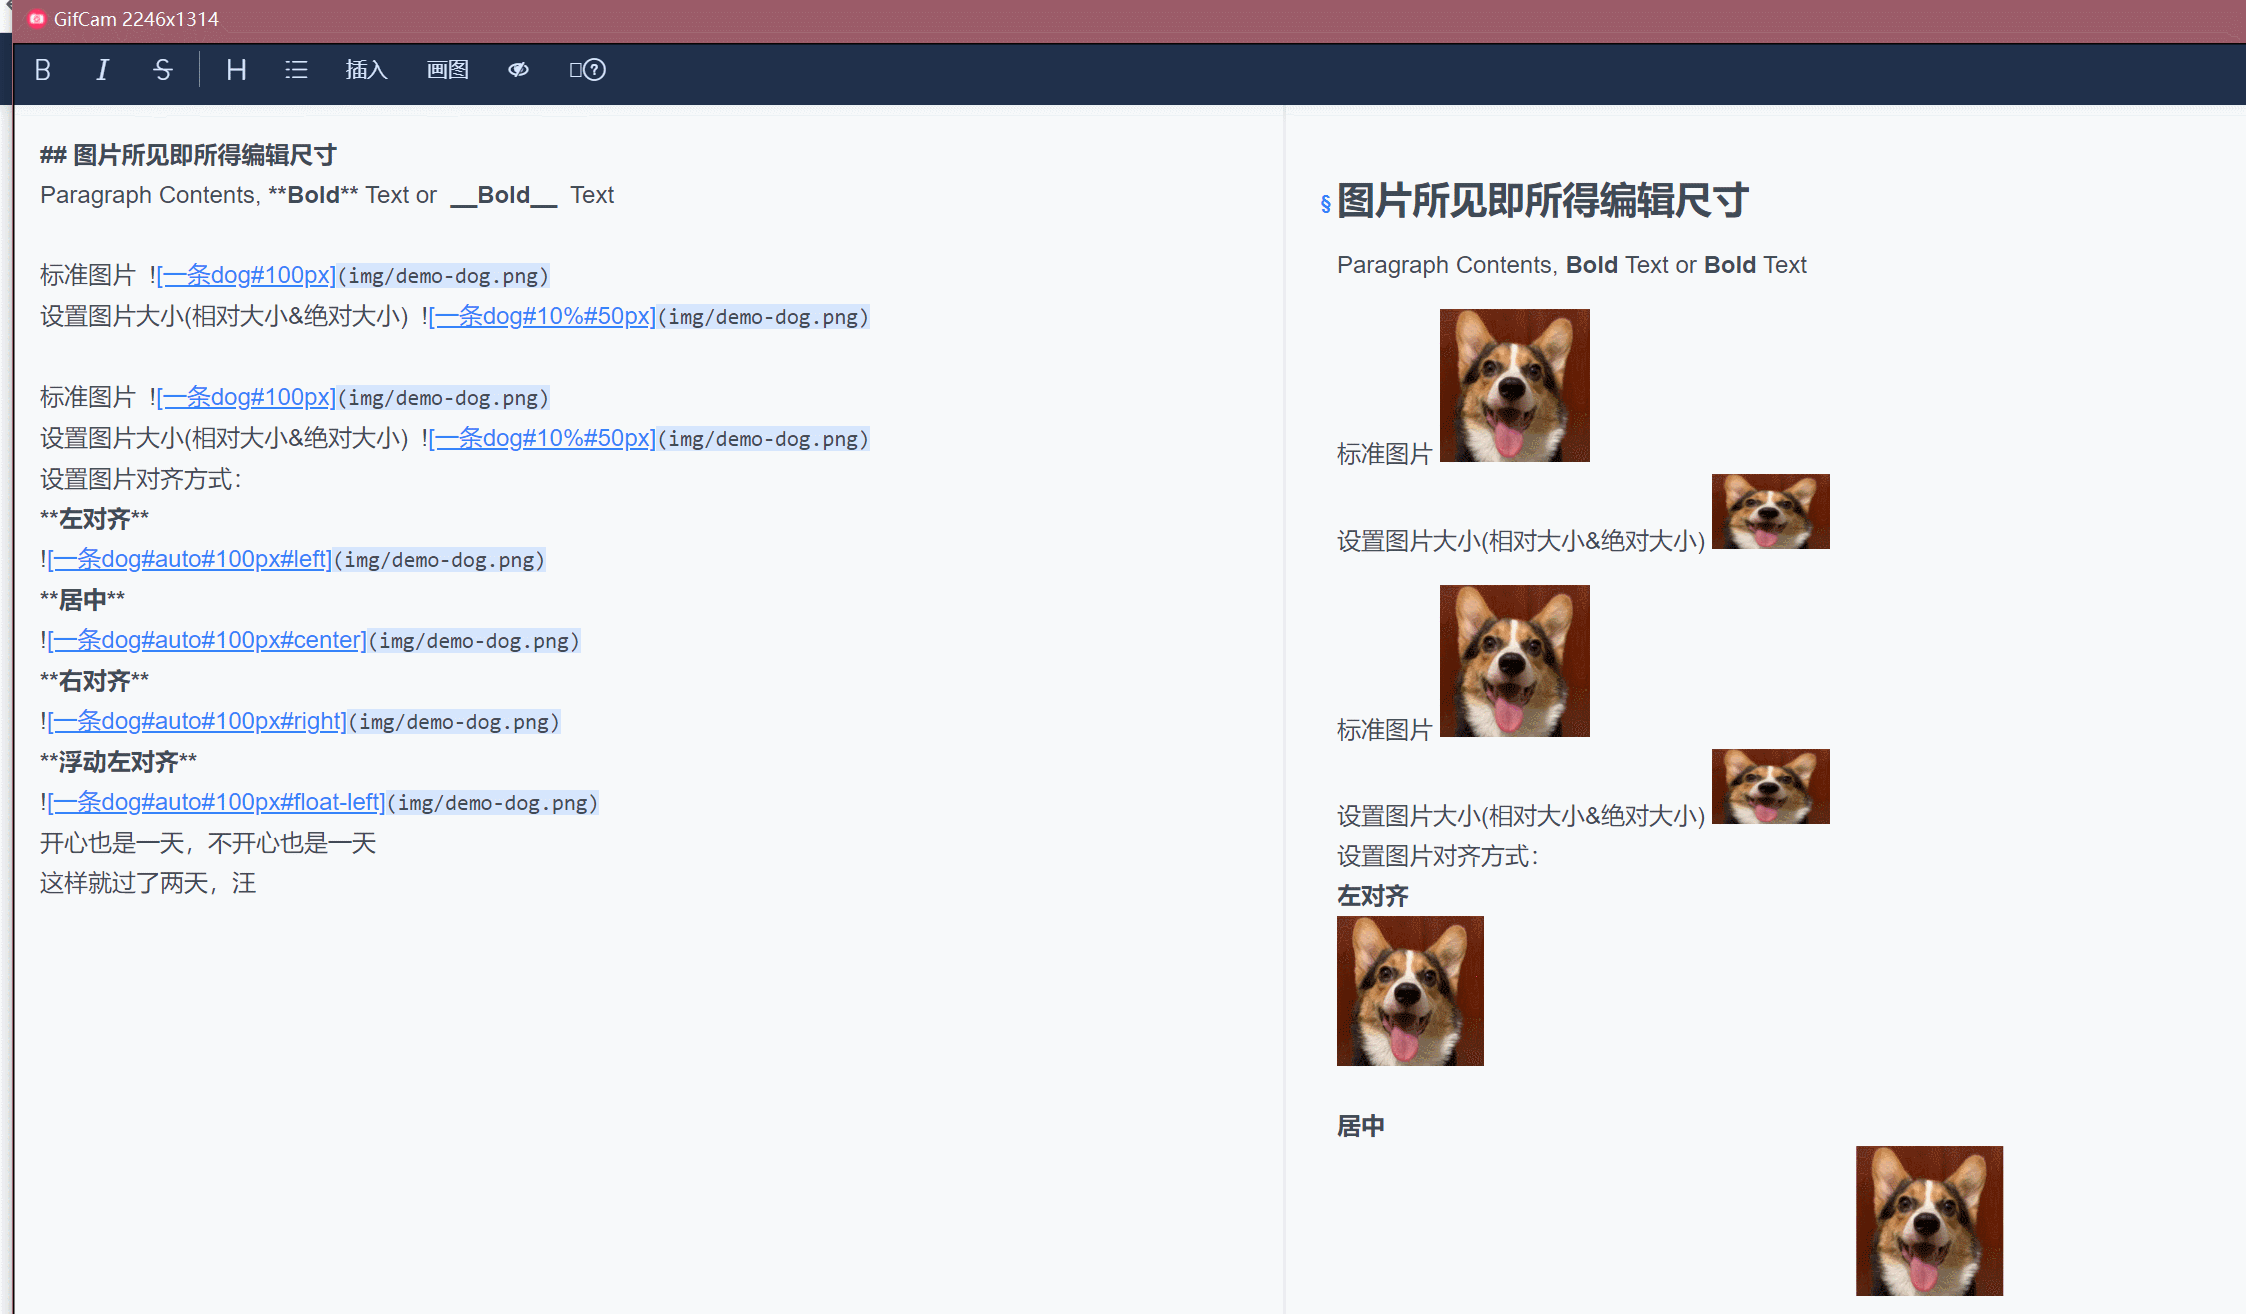 GifCam 2246x1314
B I S H 插入 画图
## 图片所见即所得编辑尺寸
Paragraph Contents, **Bold** Text or __Bold__ Text
标准图片 ![一条dog#100px](img/demo-dog.png)
设置图片大小(相对大小&绝对大小) ![一条dog#10%#50px](img/demo-dog.png)
标准图片 ![一条dog#100px](img/demo-dog.png)
设置图片大小(相对大小&绝对大小) ![一条dog#10%#50px](img/demo-dog.png)
设置图片对齐方式：
**左对齐**
![一条dog#auto#100px#left](img/demo-dog.png)
**居中**
![一条dog#auto#100px#center](img/demo-dog.png)
**右对齐**
![一条dog#auto#100px#right](img/demo-dog.png)
**浮动左对齐**
![一条dog#auto#100px#float-left](img/demo-dog.png)
开心也是一天，不开心也是一天
这样就过了两天，汪
§ 图片所见即所得编辑尺寸
Paragraph Contents, Bold Text or Bold Text
标准图片
设置图片大小(相对大小&绝对大小)
标准图片
设置图片大小(相对大小&绝对大小)
设置图片对齐方式：
左对齐
居中